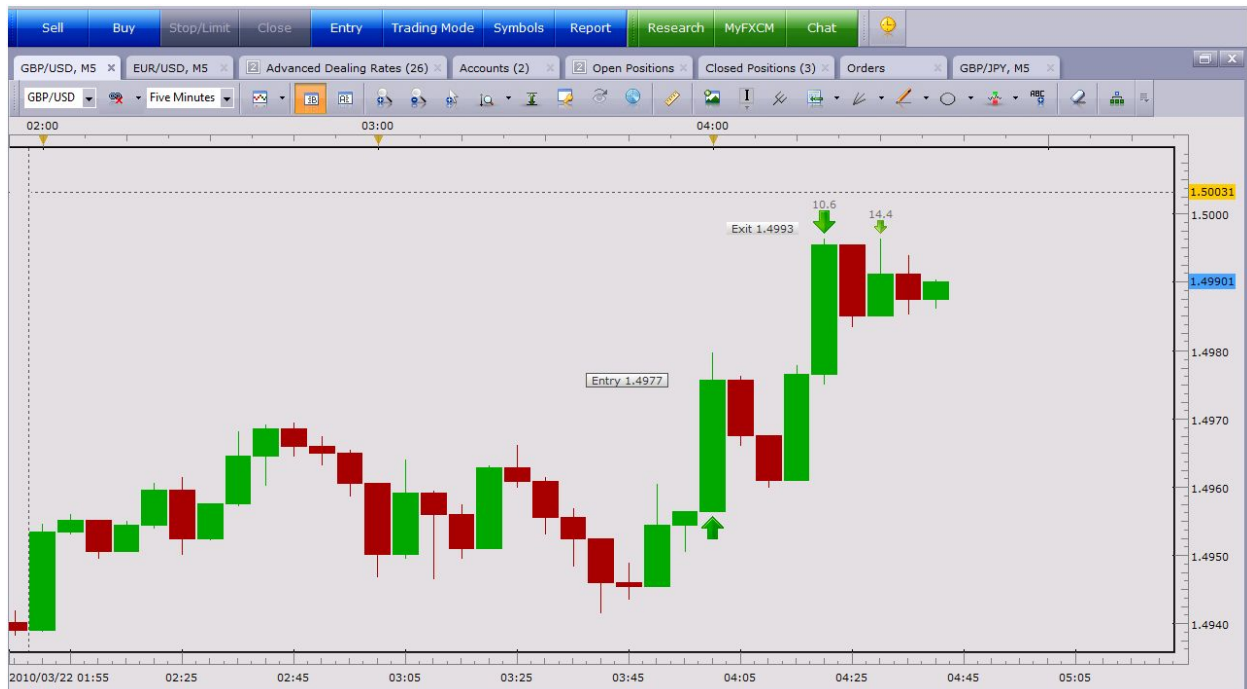 Sell Buy Stop/Limit Close Entry Trading Mode Symbols Report Research MyFXCM Chat
GBP/USD, M5 EUR/USD, M5 2 Advanced Dealing Rates (26) Accounts (2) 2 Open Positions Closed Positions (3) Orders GBP/JPY, M5
GBP/USD Five Minutes ABC
02:00 03:00 04:00
1.50031
10.6
14.4
1.5000
Exit 1.4993
1.49901
1.4980
Entry 1.4977
1.4970
1.4960
1.4950
1.4940
2010/03/22 01:55 02:25 02:45 03:05 03:25 03:45 04:05 04:25 04:45 05:05